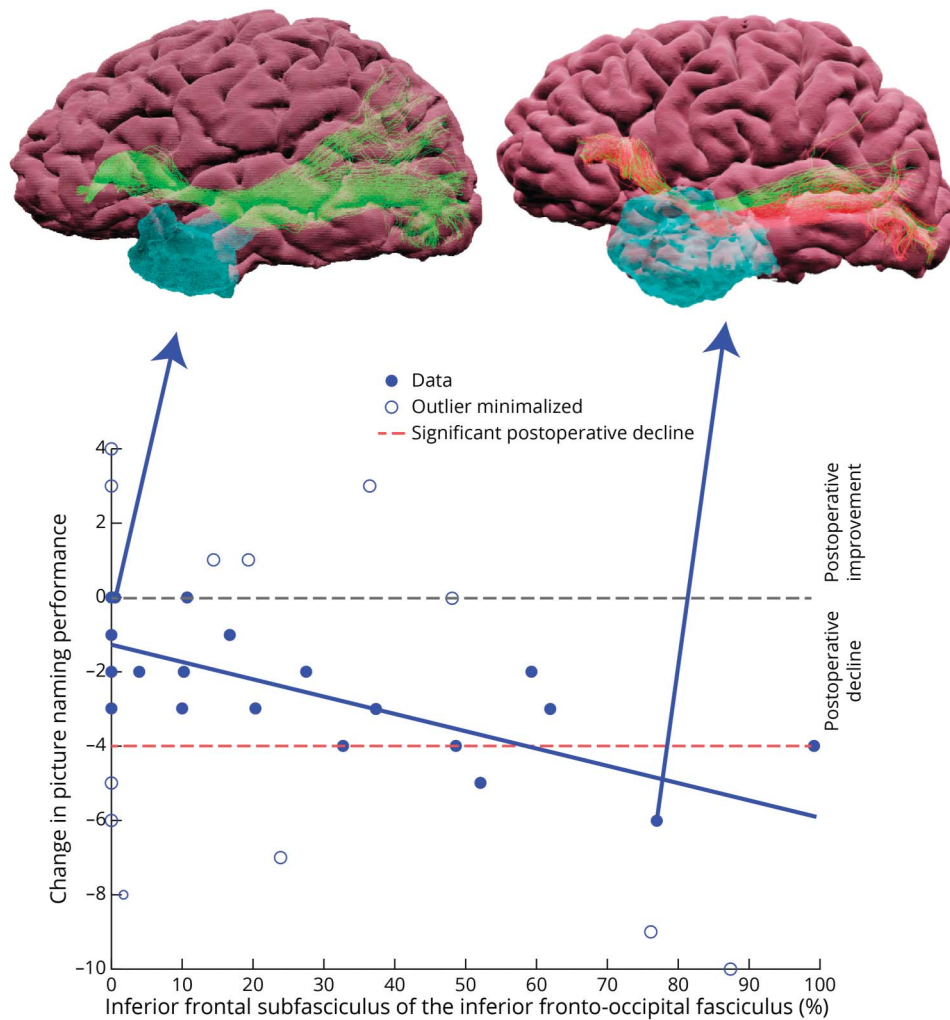 Data
Outlier minimalized
Significant postoperative decline
4
2
0
−2
−4
−6
−8
−10
Change in picture naming performance
Postoperative
improvement
Postoperative
decline
0 10 20 30 40 50 60 70 80 90 100
Inferior frontal subfasciculus of the inferior fronto-occipital fasciculus (%)